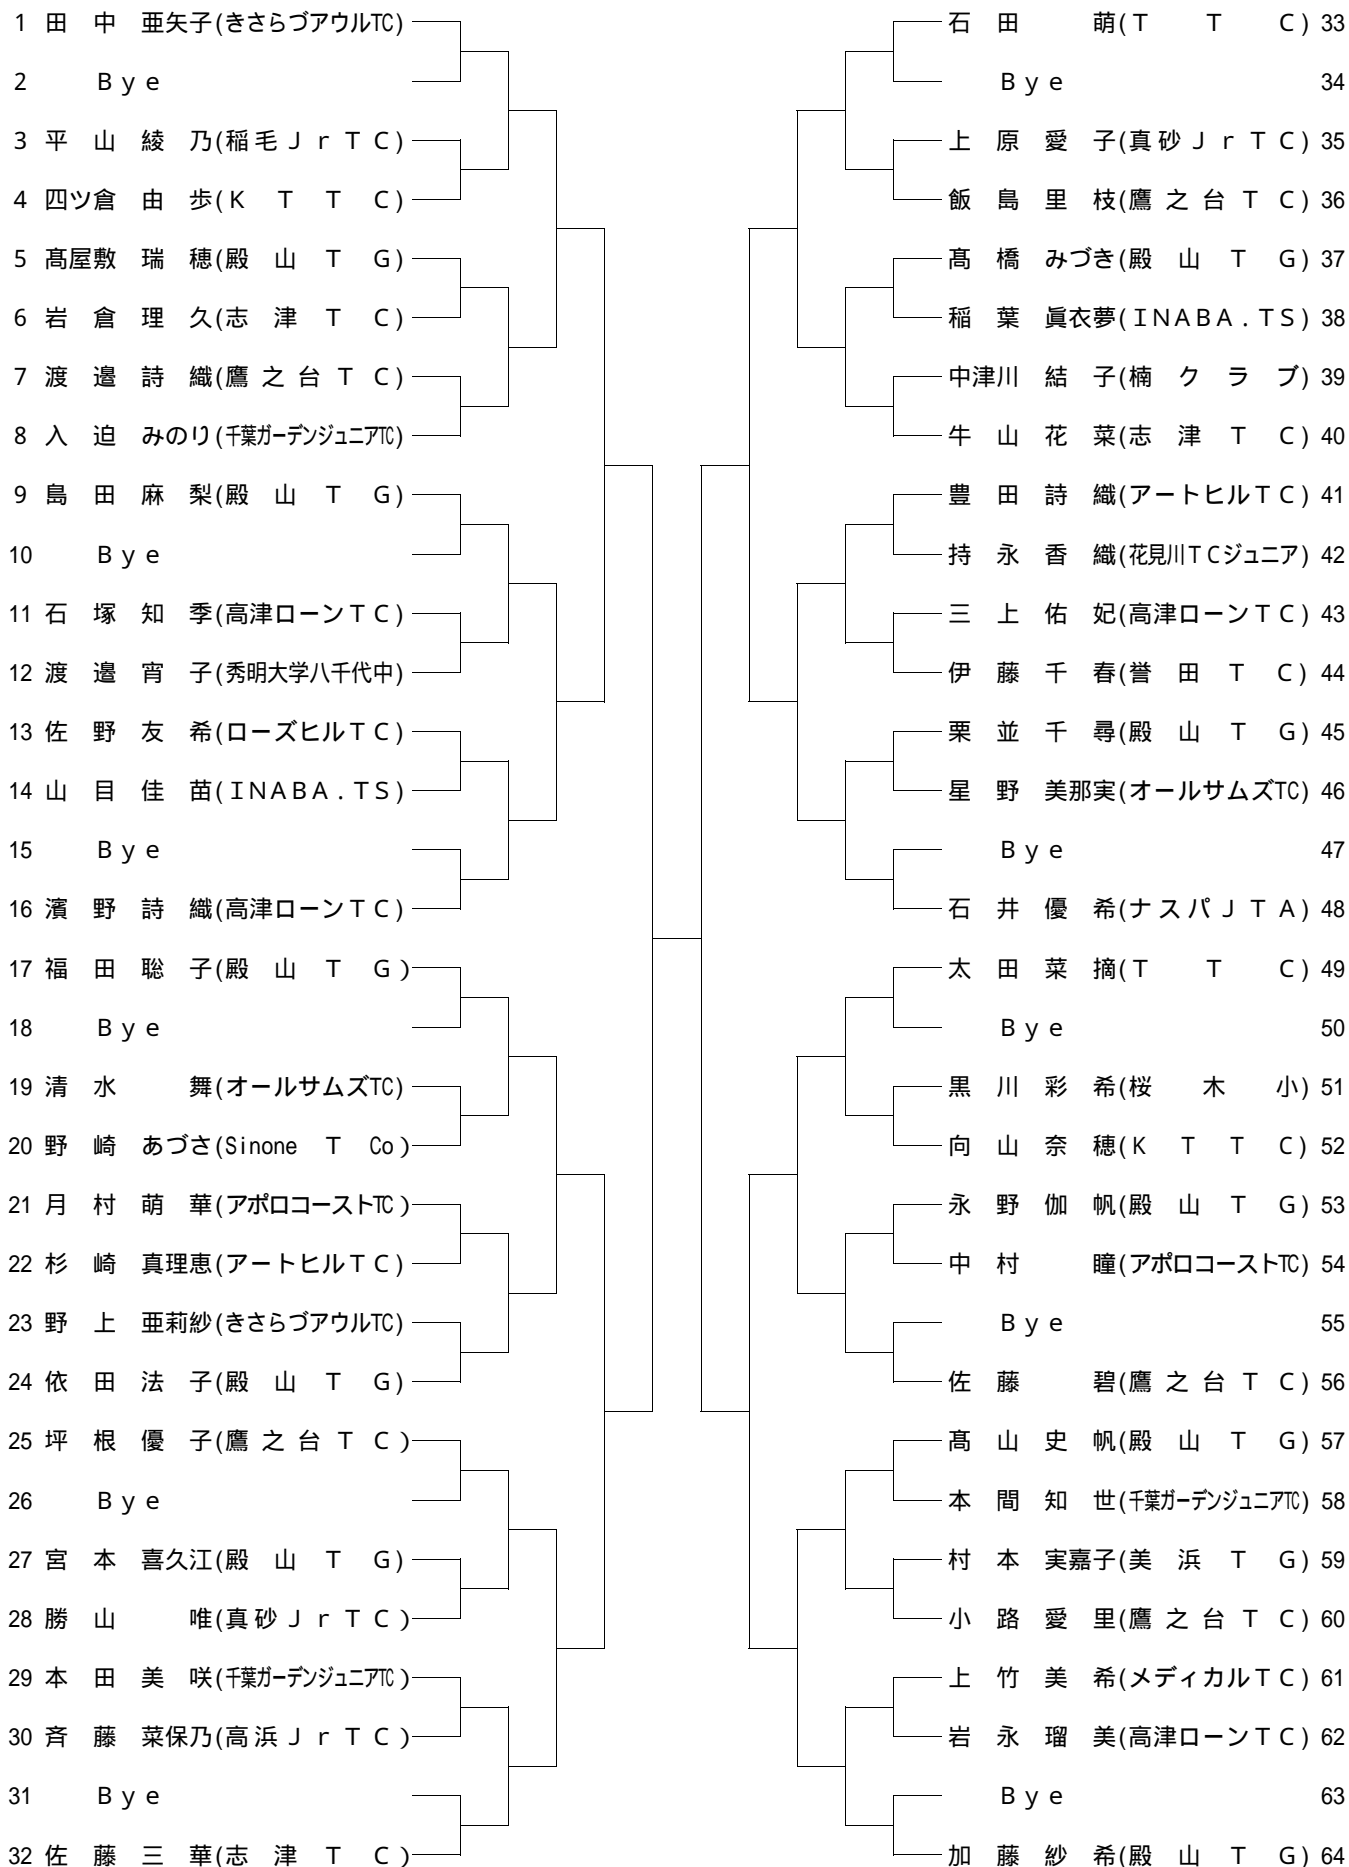 1 田 中 亜矢子(きさらづアウルTC)
2 Ｂｙｅ
3 平 山 綾 乃(稲毛ＪｒＴＣ)
4 四ツ倉 由 歩(Ｋ Ｔ Ｔ Ｃ)
5 髙屋敷 瑞 穂(殿 山 Ｔ Ｇ)
6 岩 倉 理 久(志 津 Ｔ Ｃ)
7 渡 邉 詩 織(鷹之台ＴＣ)
8 入 迫 みのり(千葉ガーデンジュニアTC)
9 島 田 麻 梨(殿 山 Ｔ Ｇ)
10 Ｂｙｅ
11 石 塚 知 季(高津ローンＴＣ)
12 渡 邉 宵 子(秀明大学八千代中)
13 佐 野 友 希(ローズヒルＴＣ)
14 山 目 佳 苗(ＩＮＡＢＡ．ＴＳ)
15 Ｂｙｅ
16 濱 野 詩 織(高津ローンＴＣ)
17 福 田 聡 子(殿 山 Ｔ Ｇ)
18 Ｂｙｅ
19 清 水 舞(オールサムズTC)
20 野 崎 あづさ(Sinone Ｔ Co)
21 月 村 萌 華(アポロコーストTC)
22 杉 崎 真理恵(アートヒルＴＣ)
23 野 上 亜莉紗(きさらづアウルTC)
24 依 田 法 子(殿 山 Ｔ Ｇ)
25 坪 根 優 子(鷹之台ＴＣ)
26 Ｂｙｅ
27 宮 本 喜久江(殿 山 Ｔ Ｇ)
28 勝 山 唯(真砂ＪｒＴＣ)
29 本 田 美 咲(千葉ガーデンジュニアTC)
30 斉 藤 菜保乃(高浜ＪｒＴＣ)
31 Ｂｙｅ
32 佐 藤 三 華(志 津 Ｔ Ｃ)
石 田 萌(Ｔ Ｔ Ｃ) 33
Ｂｙｅ 34
上 原 愛 子(真砂ＪｒＴＣ) 35
飯 島 里 枝(鷹之台ＴＣ) 36
髙 橋 みづき(殿 山 Ｔ Ｇ) 37
稲 葉 眞衣夢(ＩＮＡＢＡ．ＴＳ) 38
中津川 結 子(楠クラブ) 39
牛 山 花 菜(志 津 Ｔ Ｃ) 40
豊 田 詩 織(アートヒルＴＣ) 41
持 永 香 織(花見川ＴＣジュニア) 42
三 上 佑 妃(高津ローンＴＣ) 43
伊 藤 千 春(誉 田 Ｔ Ｃ) 44
栗 並 千 尋(殿 山 Ｔ Ｇ) 45
星 野 美那実(オールサムズTC) 46
Ｂｙｅ 47
石 井 優 希(ナスパＪＴＡ) 48
太 田 菜 摘(Ｔ Ｔ Ｃ) 49
Ｂｙｅ 50
黒 川 彩 希(桜 木 小) 51
向 山 奈 穂(Ｋ Ｔ Ｔ Ｃ) 52
永 野 伽 帆(殿 山 Ｔ Ｇ) 53
中 村 瞳(アポロコーストTC) 54
Ｂｙｅ 55
佐 藤 碧(鷹之台ＴＣ) 56
髙 山 史 帆(殿 山 Ｔ Ｇ) 57
本 間 知 世(千葉ガーデンジュニアTC) 58
村 本 実嘉子(美 浜 Ｔ Ｇ) 59
小 路 愛 里(鷹之台ＴＣ) 60
上 竹 美 希(メディカルＴＣ) 61
岩 永 瑠 美(高津ローンＴＣ) 62
Ｂｙｅ 63
加 藤 紗 希(殿 山 Ｔ Ｇ) 64